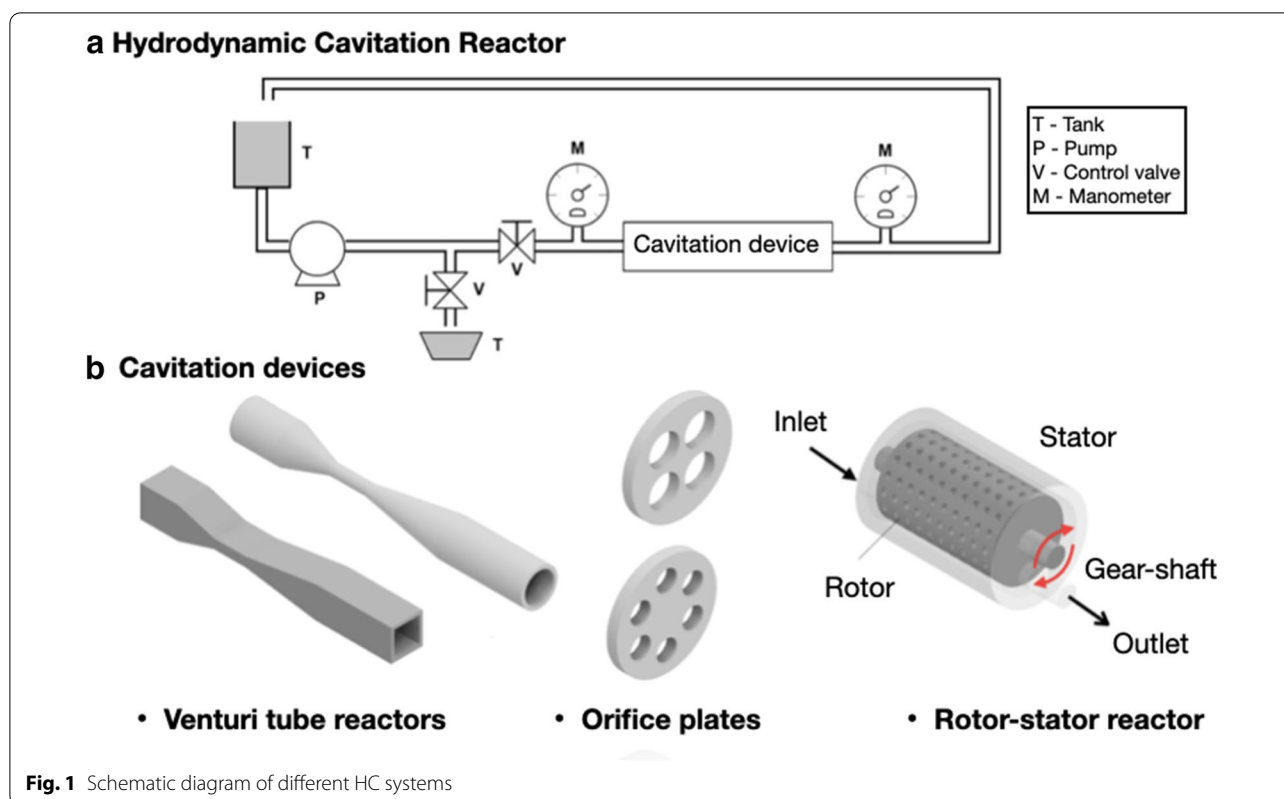 a Hydrodynamic Cavitation Reactor
T - Tank
P - Pump
V - Control valve
M - Manometer
M
M
T
Cavitation device
V
P
V
T
b Cavitation devices
Inlet
Stator
Rotor
Gear-shaft
Outlet
• Venturi tube reactors
• Orifice plates
• Rotor-stator reactor
Fig. 1 Schematic diagram of different HC systems